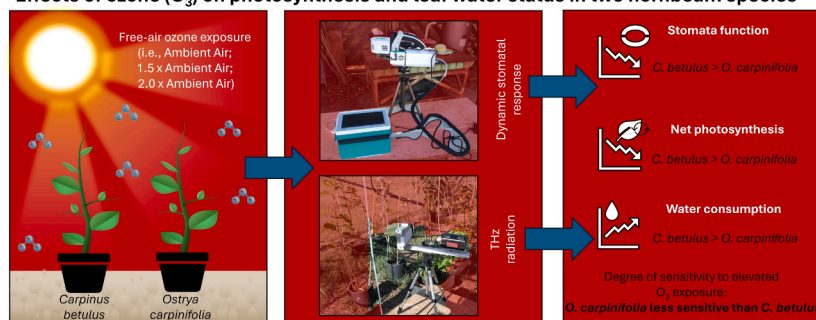 Effects of ozone (O₃) on photosynthesis and leaf water status in two hornbeam species
Free-air ozone exposure
(i.e., Ambient Air;
1.5 x Ambient Air;
2.0 x Ambient Air)
Carpinus
betulus
Ostrya
carpinifolia
Dynamic stomatal
response
THz
radiation
Stomata function
C. betulus > O. carpinifolia
Net photosynthesis
C. betulus > O. carpinifolia
Water consumption
C. betulus > O. carpinifolia
Degree of sensitivity to elevated
O₃ exposure:
O. carpinifolia less sensitive than C. betulus